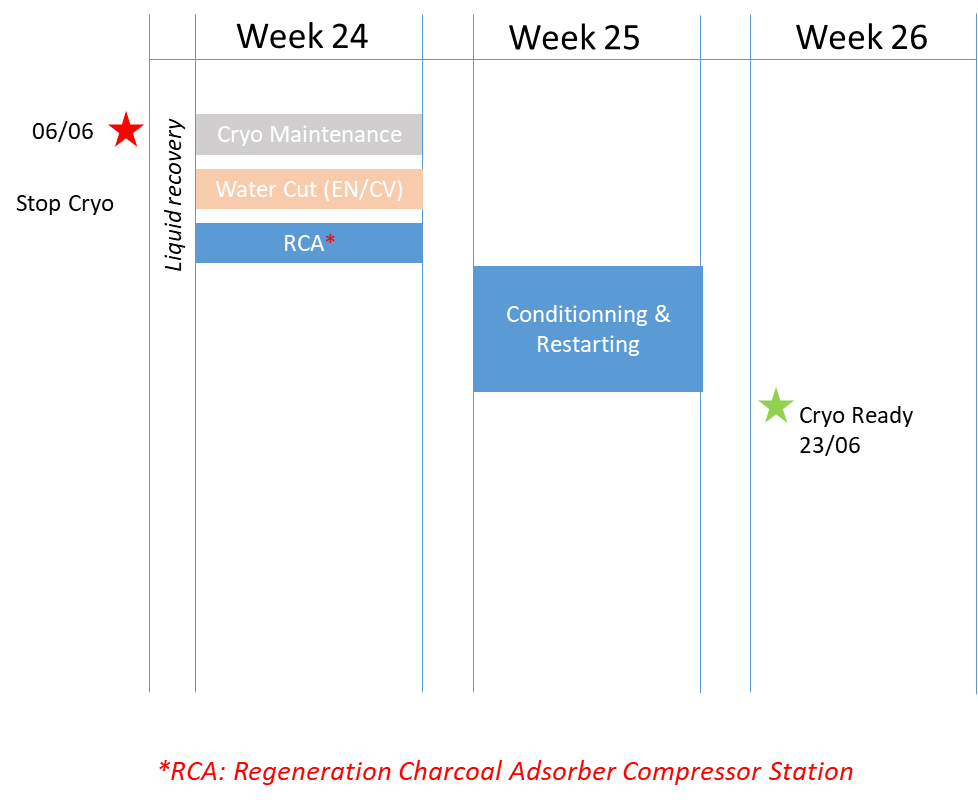 Week 24
Week 25
Week 26
06/06
Stop Cryo
Liquid recovery
Cryo Maintenance
Water Cut (EN/CV)
RCA*
Conditionning &
Restarting
Cryo Ready
23/06
*RCA: Regeneration Charcoal Adsorber Compressor Station